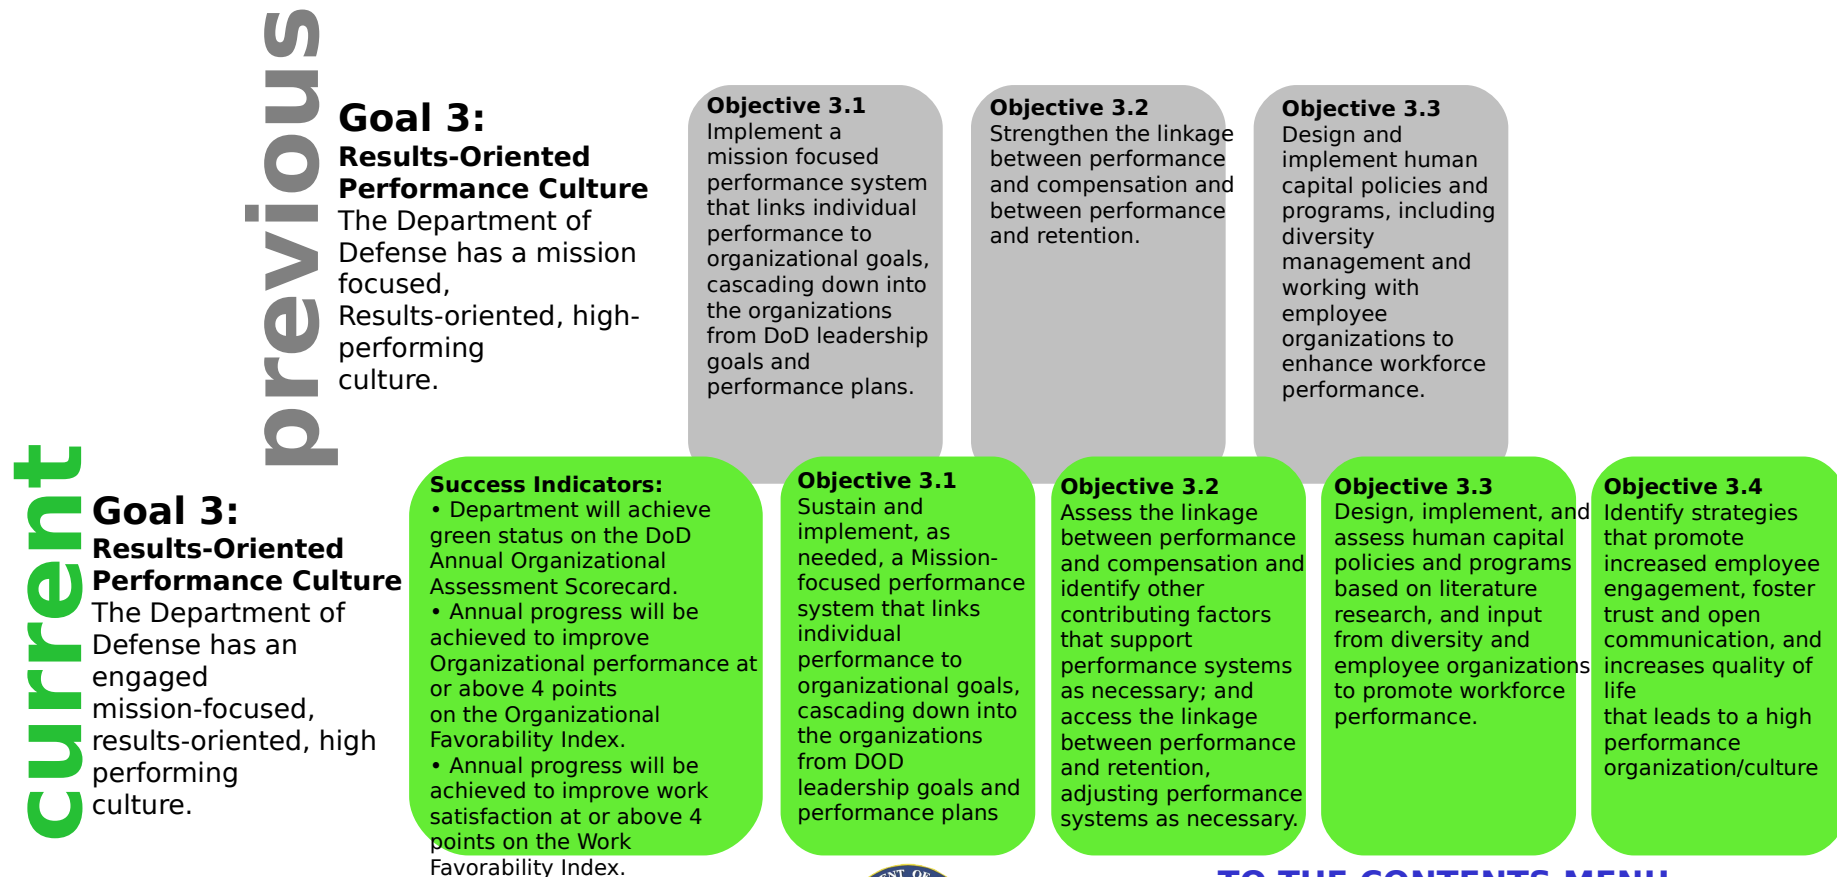 previous
Goal 3:
Results-Oriented
Performance Culture
The Department of
Defense has a mission
focused,
Results-oriented, high-
performing
culture.
Objective 3.1
Implement a
mission focused
performance system
that links individual
performance to
organizational goals,
cascading down into
the organizations
from DoD leadership
goals and
performance plans.
Objective 3.2
Strengthen the linkage
between performance
and compensation and
between performance
and retention.
Objective 3.3
Design and
implement human
capital policies and
programs, including
diversity
management and
working with
employee
organizations to
enhance workforce
performance.
current
Goal 3:
Results-Oriented
Performance Culture
The Department of
Defense has an
engaged
mission-focused,
results-oriented, high
performing
culture.
Success Indicators:
• Department will achieve
green status on the DoD
Annual Organizational
Assessment Scorecard.
• Annual progress will be
achieved to improve
Organizational performance at
or above 4 points
on the Organizational
Favorability Index.
• Annual progress will be
achieved to improve work
satisfaction at or above 4
points on the Work
Favorability Index.
Objective 3.1
Sustain and
implement, as
needed, a Mission-
focused performance
system that links
individual
performance to
organizational goals,
cascading down into
the organizations
from DOD
leadership goals and
performance plans
Objective 3.2
Assess the linkage
between performance
and compensation and
identify other
contributing factors
that support
performance systems
as necessary; and
access the linkage
between performance
and retention,
adjusting performance
systems as necessary.
Objective 3.3
Design, implement, and
assess human capital
policies and programs
based on literature
research, and input
from diversity and
employee organizations
to promote workforce
performance.
Objective 3.4
Identify strategies
that promote
increased employee
engagement, foster
trust and open
communication, and
increases quality of
life
that leads to a high
performance
organization/culture
TO THE CONTENTS MENU